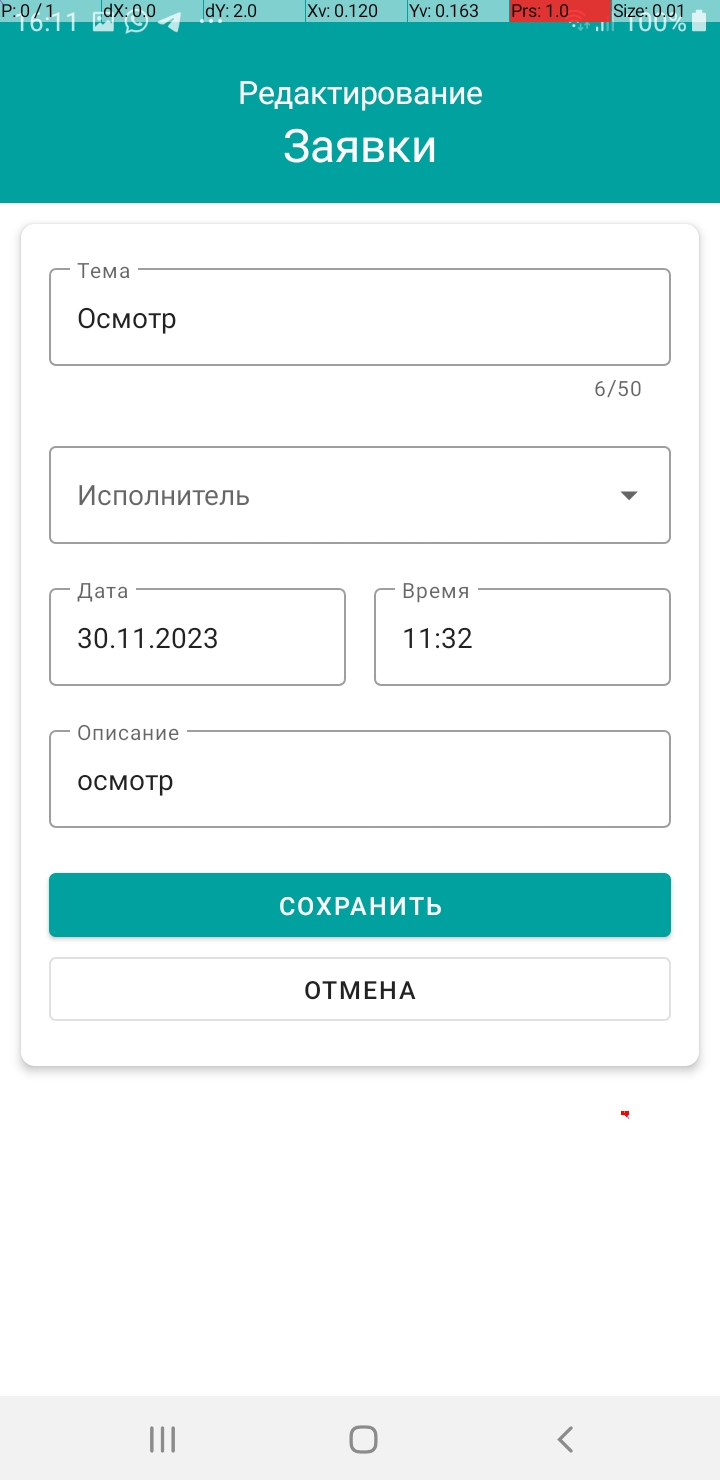 P: 0 / 1 dX: 0.0 dY: 2.0 Xv: 0.120 Yv: 0.163 Prs: 1.0 Size: 0.01
16:11 100%
Редактирование
Заявки
Тема
Осмотр
6/50
Исполнитель
Дата Время
30.11.2023 11:32
Описание
осмотр
СОХРАНИТЬ
ОТМЕНА